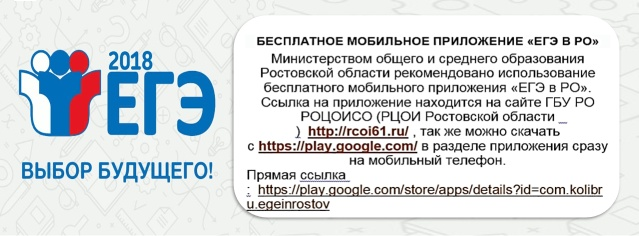 2018
ЕГЭ
ВЫБОР БУДУЩЕГО!
БЕСПЛАТНОЕ МОБИЛЬНОЕ ПРИЛОЖЕНИЕ «ЕГЭ В РО»
Министерством общего и среднего образования
Ростовской области рекомендовано использование
бесплатного мобильного приложения «ЕГЭ в РО».
Ссылка на приложение находится на сайте ГБУ РО
РОЦОИСО (РЦОИ Ростовской области _
) http://rcoi61.ru/ , так же можно скачать
с https://play.google.com/ в разделе приложения сразу
на мобильный телефон.
Прямая ссылка_
: https://play.google.com/store/apps/details?id=com.kolibr
u.egeinrostov